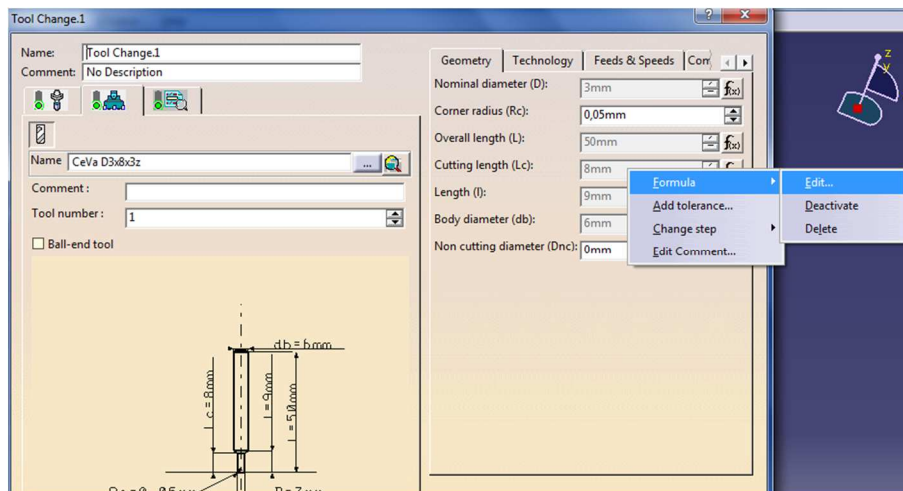 Tool Change.1
Name: Tool Change.1
Comment: No Description
Name CeVa D3x8x3z ...
Comment :
Tool number : 1
Ball-end tool
db=6mm
Lc=8mm
l=9mm
L=50mm
Geometry Technology Feeds & Speeds Com
Nominal diameter (D): 3mm f(x)
Corner radius (Rc): 0,05mm
Overall length (L): 50mm f(x)
Cutting length (Lc): 8mm
Length (l): 9mm
Body diameter (db): 6mm
Non cutting diameter (Dnc): 0mm
Formula
Add tolerance...
Change step
Edit Comment...
Edit...
Deactivate
Delete
z
y